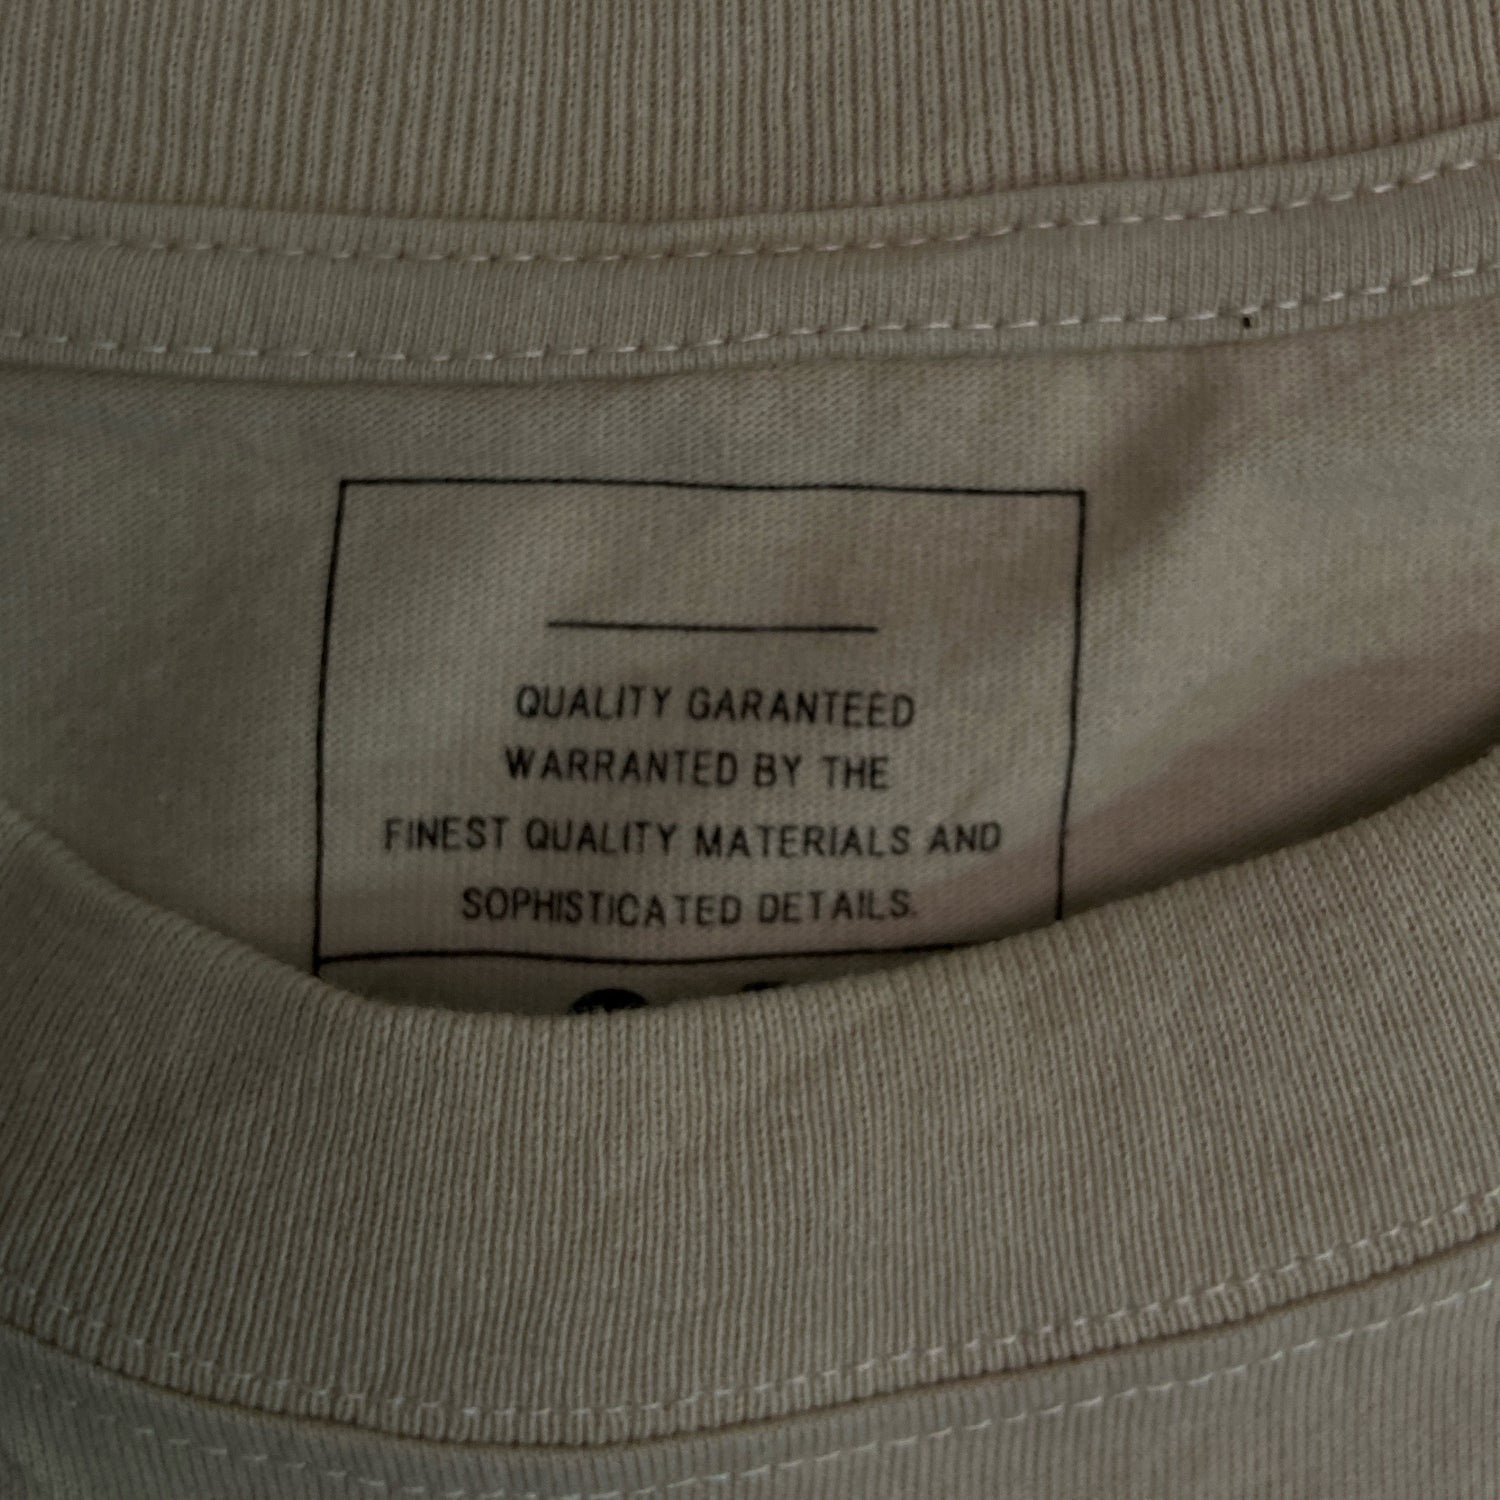 QUALITY GARANTEED
WARRANTED BY THE
FINEST QUALITY MATERIALS AND
SOPHISTICATED DETAILS.